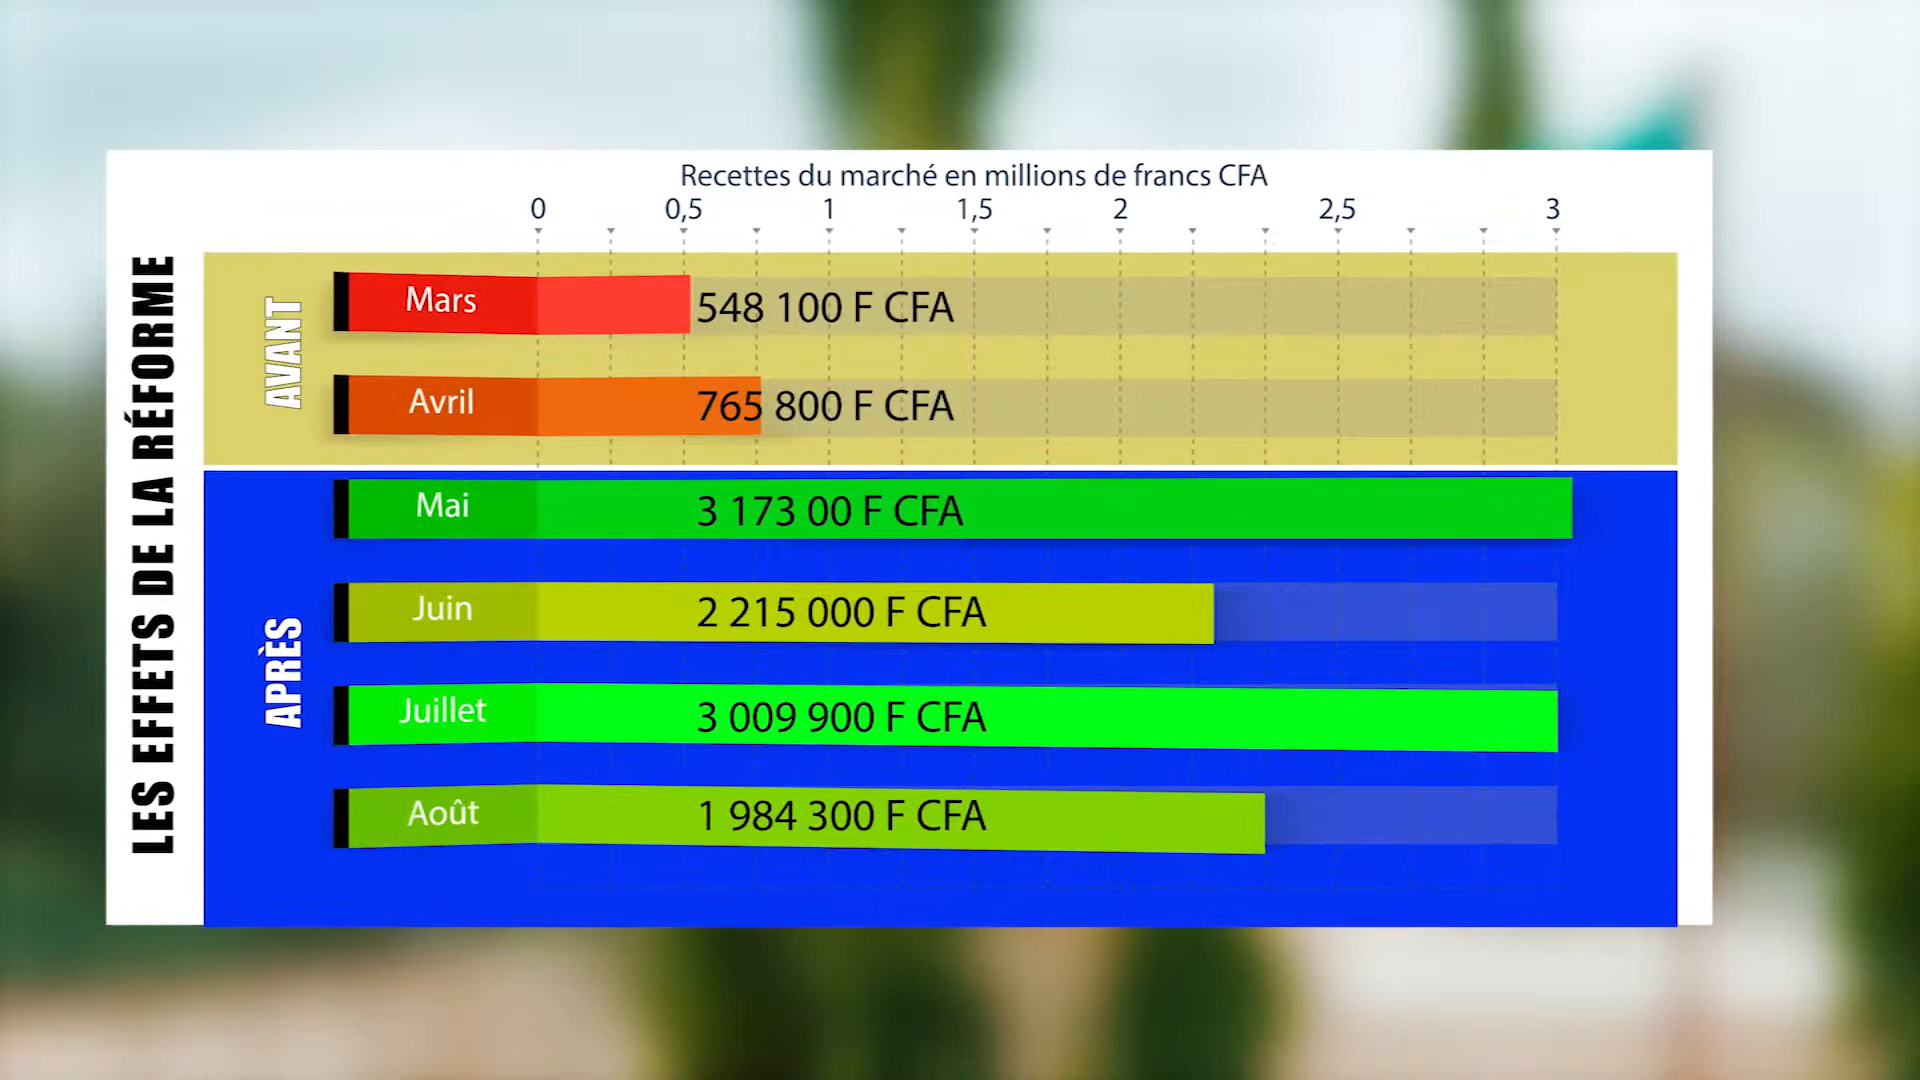 Recettes du marché en millions de francs CFA
0 0,5 1 1,5 2 2,5 3
LES EFFETS DE LA RÉFORME
AVANT
Mars 548 100 F CFA
Avril 765 800 F CFA
APRÈS
Mai 3 173 00 F CFA
Juin 2 215 000 F CFA
Juillet 3 009 900 F CFA
Août 1 984 300 F CFA